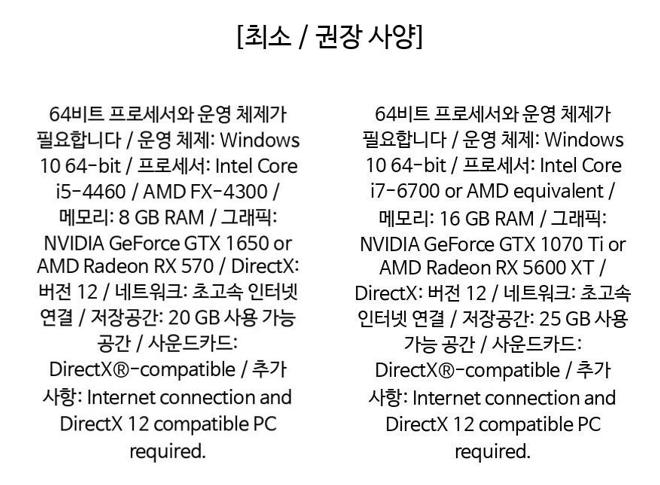 [최소 / 권장 사양]
64비트 프로세서와 운영 체제가
필요합니다 / 운영 체제: Windows
10 64-bit / 프로세서: Intel Core
i5-4460 / AMD FX-4300 /
메모리: 8 GB RAM / 그래픽:
NVIDIA GeForce GTX 1650 or
AMD Radeon RX 570 / DirectX:
버전 12 / 네트워크: 초고속 인터넷
연결 / 저장공간: 20 GB 사용 가능
공간 / 사운드카드:
DirectX®-compatible / 추가
사항: Internet connection and
DirectX 12 compatible PC
required.
64비트 프로세서와 운영 체제가
필요합니다 / 운영 체제: Windows
10 64-bit / 프로세서: Intel Core
i7-6700 or AMD equivalent /
메모리: 16 GB RAM / 그래픽:
NVIDIA GeForce GTX 1070 Ti or
AMD Radeon RX 5600 XT /
DirectX: 버전 12 / 네트워크: 초고속
인터넷 연결 / 저장공간: 25 GB 사용
가능 공간 / 사운드카드:
DirectX®-compatible / 추가
사항: Internet connection and
DirectX 12 compatible PC
required.